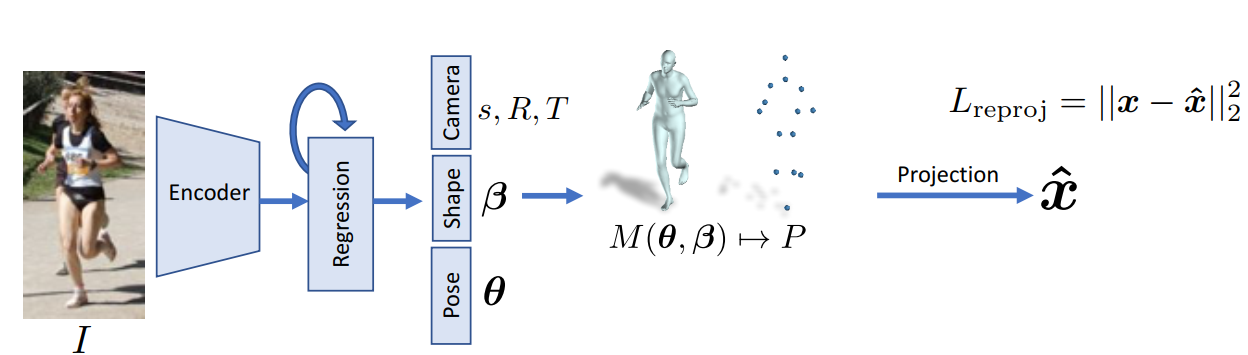 I
Encoder
Regression
Camera
s, R, T
Shape
β
Pose
θ
M(θ, β) ↦ P
Projection
x̂
L_reproj = ||x − x̂||₂²